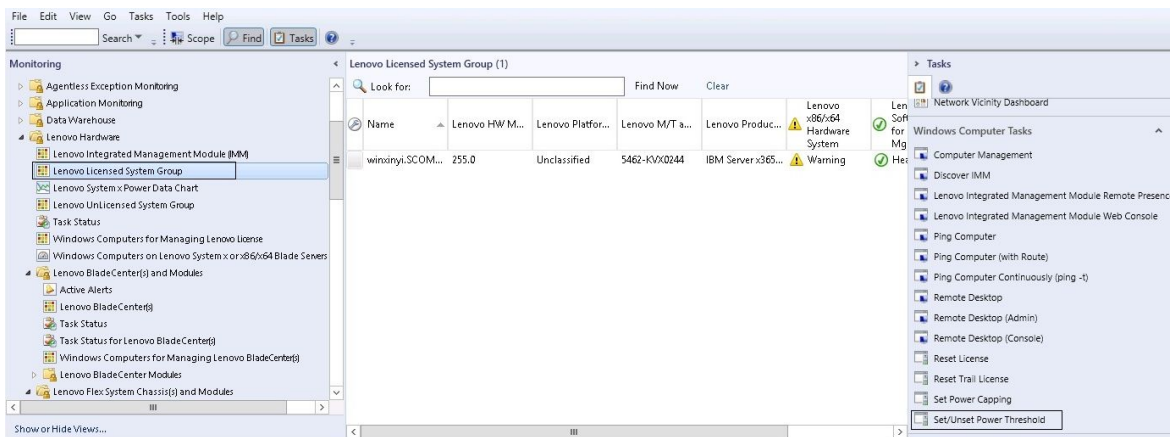 File Edit View Go Tasks Tools Help
Search Scope Find Tasks
Monitoring
Agentless Exception Monitoring
Application Monitoring
Data Warehouse
Lenovo Hardware
Lenovo Integrated Management Module (IMM)
Lenovo Licensed System Group
Lenovo System x Power Data Chart
Lenovo UnLicensed System Group
Task Status
Windows Computers for Managing Lenovo License
Windows Computers on Lenovo System x or x86/x64 Blade Servers
Lenovo BladeCenter(s) and Modules
Active Alerts
Lenovo BladeCenter(s)
Task Status
Task Status for Lenovo BladeCenter(s)
Windows Computers for Managing Lenovo BladeCenter(s)
Lenovo BladeCenter Modules
Lenovo Flex System Chassis(s) and Modules
Show or Hide Views...
Lenovo Licensed System Group (1)
Look for: Find Now Clear
Name Lenovo HW M... Lenovo Platfor... Lenovo M/T a... Lenovo Produc... Lenovo x86/x64 Hardware System Len Soft for Mg
winxinyi.SCOM... 255.0 Unclassified 5462-KVX0244 IBM Server x365... Warning Hea
Tasks
Network Vicinity Dashboard
Windows Computer Tasks
Computer Management
Discover IMM
Lenovo Integrated Management Module Remote Presenc
Lenovo Integrated Management Module Web Console
Ping Computer
Ping Computer (with Route)
Ping Computer Continuously (ping -t)
Remote Desktop
Remote Desktop (Admin)
Remote Desktop (Console)
Reset License
Reset Trail License
Set Power Capping
Set/Unset Power Threshold